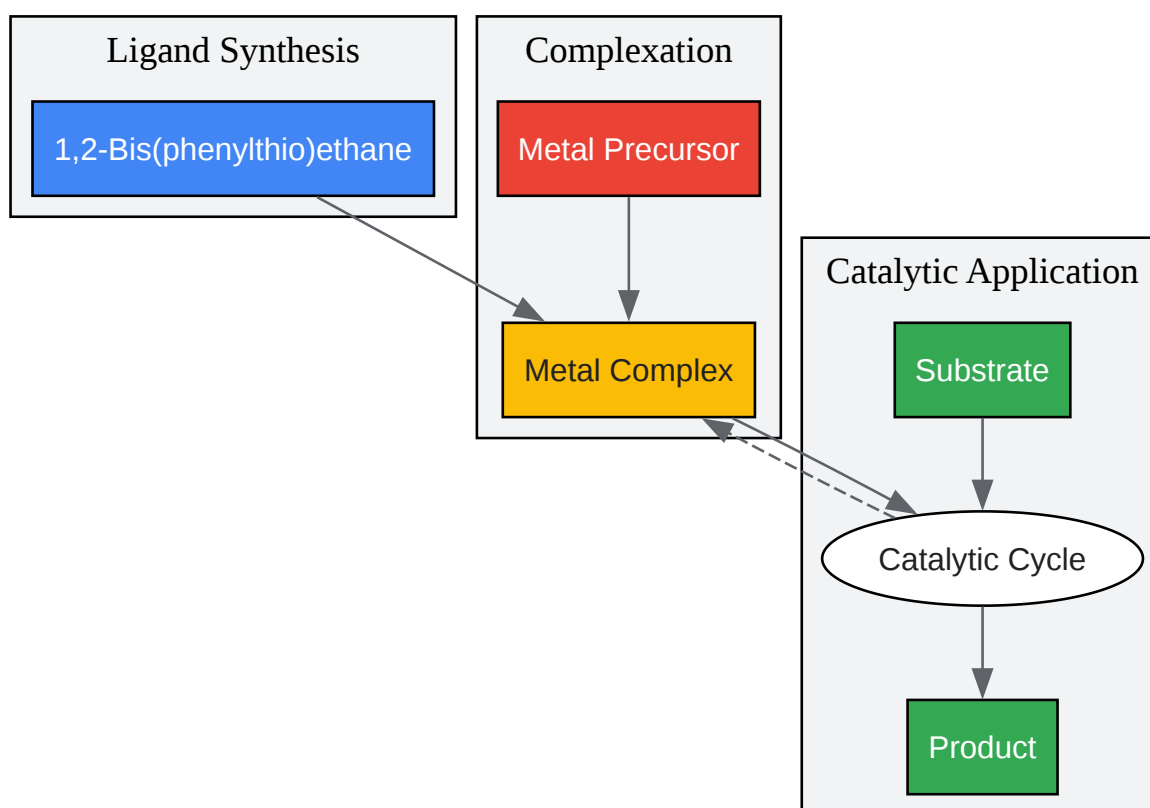 Ligand Synthesis
1,2-Bis(phenylthio)ethane
Complexation
Metal Precursor
Metal Complex
Catalytic Application
Substrate
Catalytic Cycle
Product